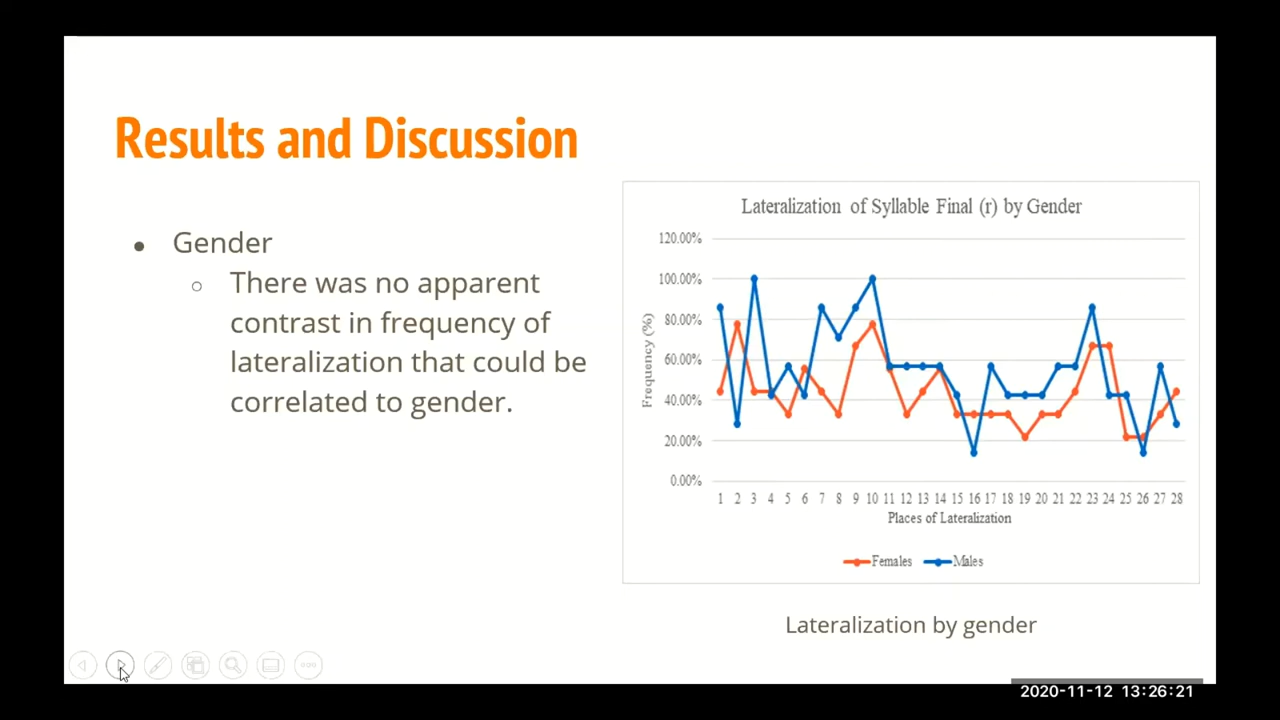 Results and Discussion
● Gender
○ There was no apparent
contrast in frequency of
lateralization that could be
correlated to gender.
Lateralization of Syllable Final (r) by Gender
120.00%
100.00%
80.00%
60.00%
40.00%
20.00%
0.00%
Frequency (%)
1 2 3 4 5 6 7 8 9 10 11 12 13 14 15 16 17 18 19 20 21 22 23 24 25 26 27 28
Places of Lateralization
Females Males
Lateralization by gender
2020-11-12 13:26:21